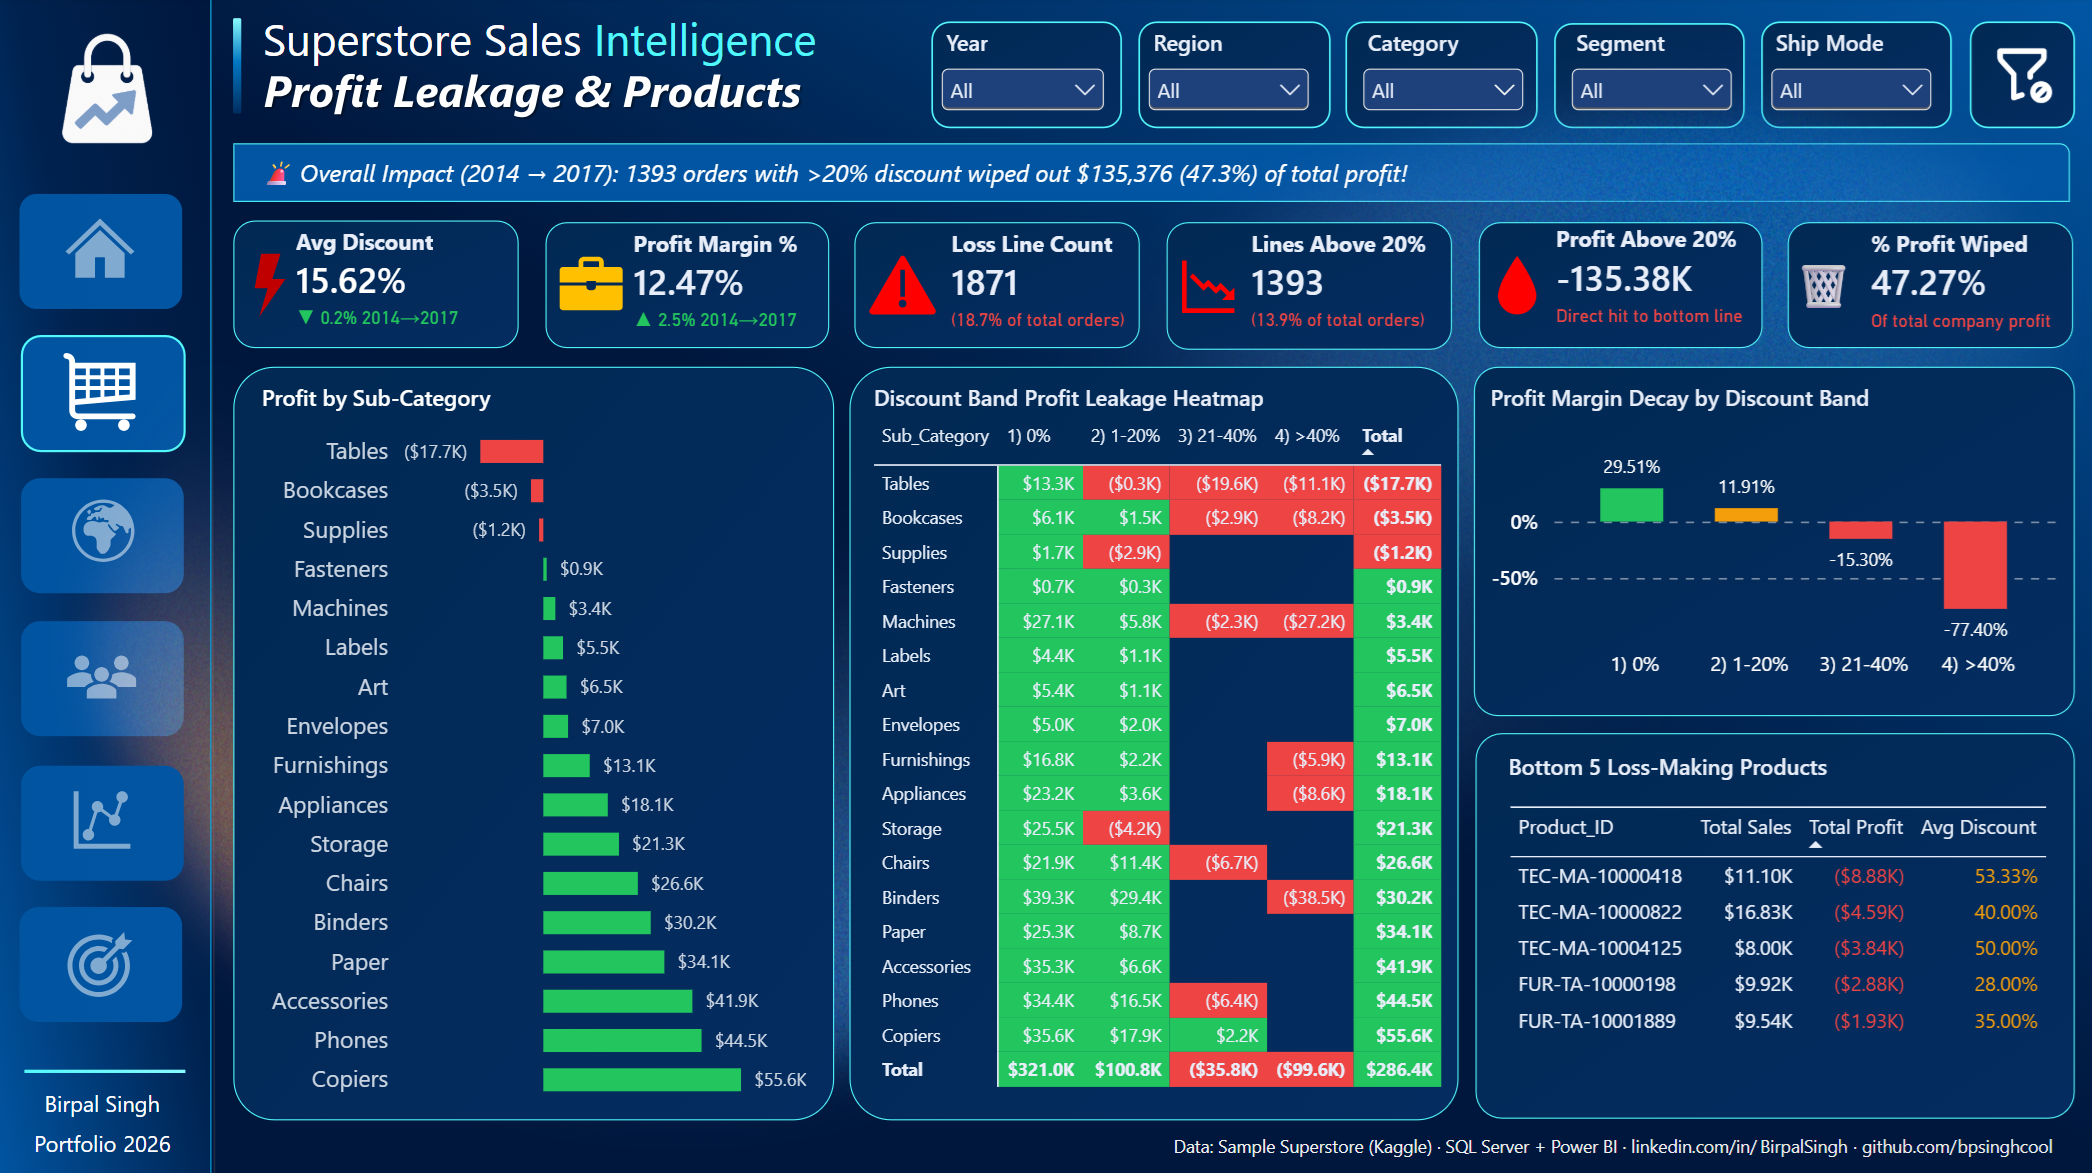 Superstore Sales Intelligence
Profit Leakage & Products
Year
All
Region
All
Category
All
Segment
All
Ship Mode
All
Overall Impact (2014 → 2017): 1393 orders with >20% discount wiped out $135,376 (47.3%) of total profit!
Avg Discount
15.62%
▼ 0.2% 2014→2017
Profit Margin %
12.47%
▲ 2.5% 2014→2017
Loss Line Count
1871
(18.7% of total orders)
Lines Above 20%
1393
(13.9% of total orders)
Profit Above 20%
-135.38K
Direct hit to bottom line
% Profit Wiped
47.27%
Of total company profit
Profit by Sub-Category
Tables ($17.7K)
Bookcases ($3.5K)
Supplies ($1.2K)
Fasteners $0.9K
Machines $3.4K
Labels $5.5K
Art $6.5K
Envelopes $7.0K
Furnishings $13.1K
Appliances $18.1K
Storage $21.3K
Chairs $26.6K
Binders $30.2K
Paper $34.1K
Accessories $41.9K
Phones $44.5K
Copiers $55.6K
Discount Band Profit Leakage Heatmap
Sub_Category 1) 0% 2) 1-20% 3) 21-40% 4) >40% Total
Tables $13.3K ($0.3K) ($19.6K) ($11.1K) ($17.7K)
Bookcases $6.1K $1.5K ($2.9K) ($8.2K) ($3.5K)
Supplies $1.7K ($2.9K) ($1.2K)
Fasteners $0.7K $0.3K $0.9K
Machines $27.1K $5.8K ($2.3K) ($27.2K) $3.4K
Labels $4.4K $1.1K $5.5K
Art $5.4K $1.1K $6.5K
Envelopes $5.0K $2.0K $7.0K
Furnishings $16.8K $2.2K ($5.9K) $13.1K
Appliances $23.2K $3.6K ($8.6K) $18.1K
Storage $25.5K ($4.2K) $21.3K
Chairs $21.9K $11.4K ($6.7K) $26.6K
Binders $39.3K $29.4K ($38.5K) $30.2K
Paper $25.3K $8.7K $34.1K
Accessories $35.3K $6.6K $41.9K
Phones $34.4K $16.5K ($6.4K) $44.5K
Copiers $35.6K $17.9K $2.2K $55.6K
Total $321.0K $100.8K ($35.8K) ($99.6K) $286.4K
Profit Margin Decay by Discount Band
29.51%
11.91%
0%
-15.30%
-50%
-77.40%
1) 0% 2) 1-20% 3) 21-40% 4) >40%
Bottom 5 Loss-Making Products
Product_ID Total Sales Total Profit Avg Discount
TEC-MA-10000418 $11.10K ($8.88K) 53.33%
TEC-MA-10000822 $16.83K ($4.59K) 40.00%
TEC-MA-10004125 $8.00K ($3.84K) 50.00%
FUR-TA-10000198 $9.92K ($2.88K) 28.00%
FUR-TA-10001889 $9.54K ($1.93K) 35.00%
Birpal Singh
Portfolio 2026
Data: Sample Superstore (Kaggle) · SQL Server + Power BI · linkedin.com/in/ BirpalSingh · github.com/bpsinghcool